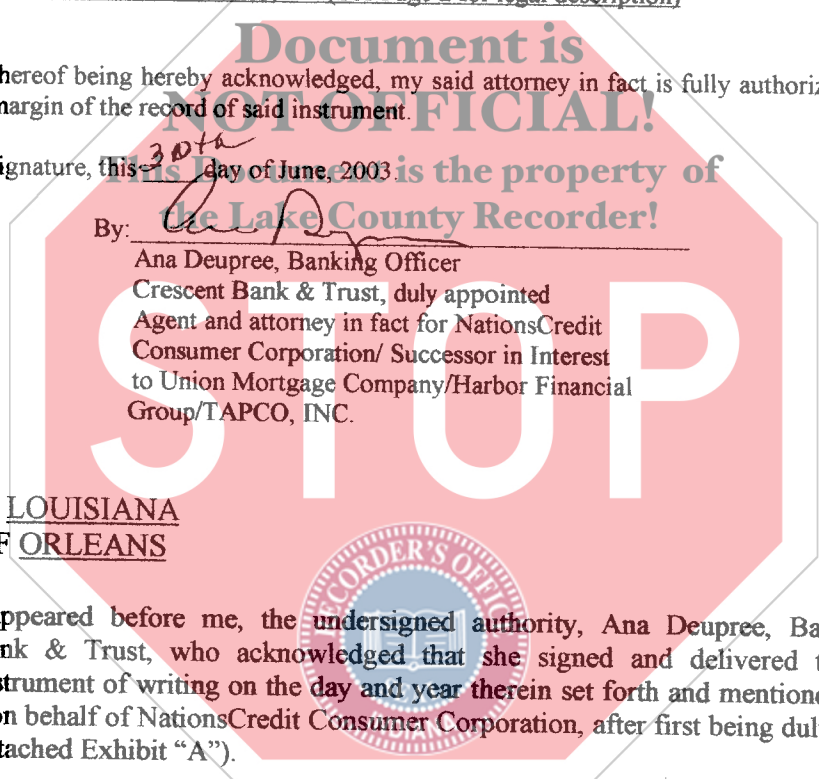 Document is
hereof being hereby acknowledged, my said attorney in fact is fully authoriz
margin of the record of said instrument.
NOT OFFICIAL!
ignature, this 30th day of June, 2003.
This Document is the property of
the Lake County Recorder!
By:
Ana Deupree, Banking Officer
Crescent Bank & Trust, duly appointed
Agent and attorney in fact for NationsCredit
Consumer Corporation/ Successor in Interest
to Union Mortgage Company/Harbor Financial
Group/TAPCO, INC.
STOP
LOUISIANA
F ORLEANS
RECORDER'S OFFIC
ppeared before me, the undersigned authority, Ana Deupree, Ba
nk & Trust, who acknowledged that she signed and delivered t
strument of writing on the day and year therein set forth and mentione
on behalf of NationsCredit Consumer Corporation, after first being dul
tached Exhibit “A”).
INDIANA